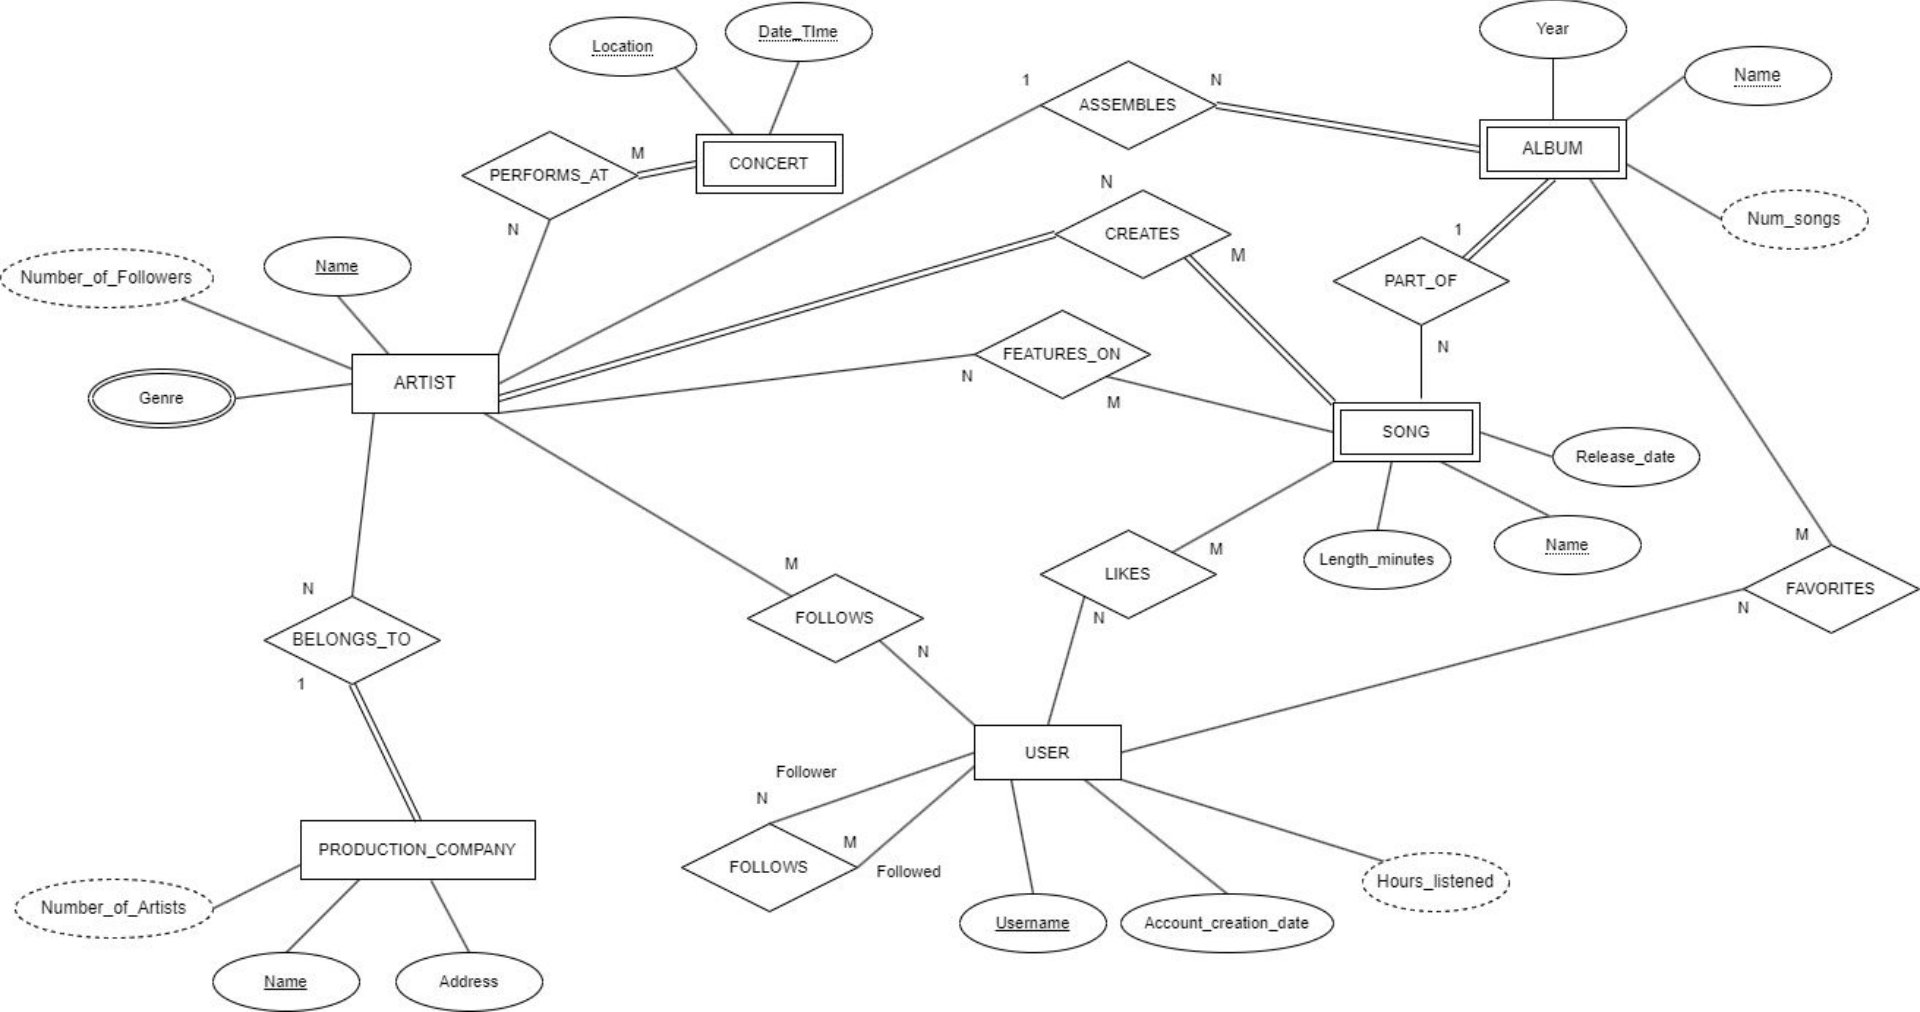 Year
Date_TIme
Location
Name
1
N
ASSEMBLES
ALBUM
M
CONCERT
PERFORMS_AT
N
Num_songs
N
CREATES
1
M
Number_of_Followers
Name
PART_OF
N
FEATURES_ON
N
M
ARTIST
Genre
SONG
Release_date
M
Name
Length_minutes
M
M
LIKES
N
N
FAVORITES
N
FOLLOWS
N
BELONGS_TO
1
USER
Follower
N
M
FOLLOWS
Followed
PRODUCTION_COMPANY
Hours_listened
Number_of_Artists
Username
Account_creation_date
Name
Address